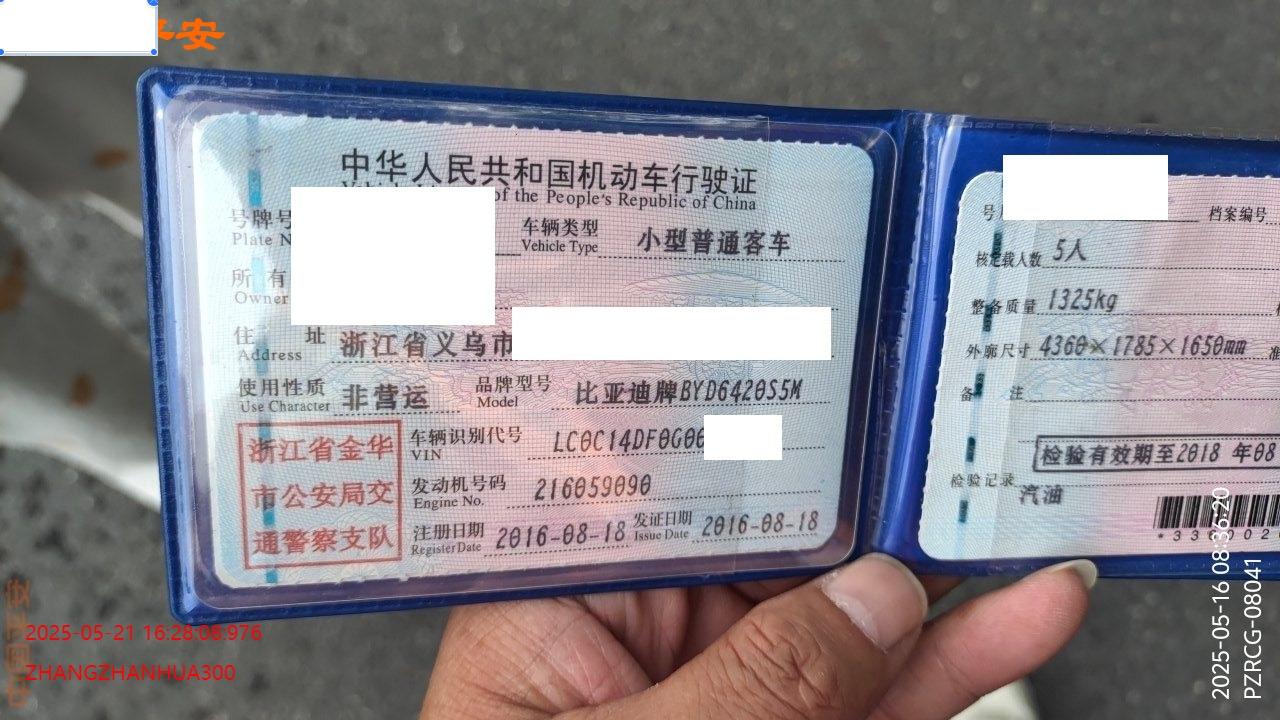 平安
中华人民共和国机动车行驶证
of the People's Republic of China
号牌号
Plate N
车辆类型
Vehicle Type
小型普通客车
所 有
Owner
住 址
Address
浙江省义乌市
使用性质
Use Character
非营运
品牌型号
Model
比亚迪牌BYD6420S5M
浙江省金华
市公安局交
通警察支队
车辆识别代号
VIN
LC0C14DF0G00
发动机号码
Engine No.
216059090
注册日期
Register Date
2016-08-18
发证日期
Issue Date
2016-08-18
号
档案编号
核定载人数
5人
整备质量
1325kg
外廓尺寸
4360×1785×1650mm
备 注
检验有效期至2018 年08
检验记录
汽油
2025-05-16 08:36:20
PZRCG-08041
中国平安
2025-05-21 16:28:08:976
ZHANGZHANHUA300